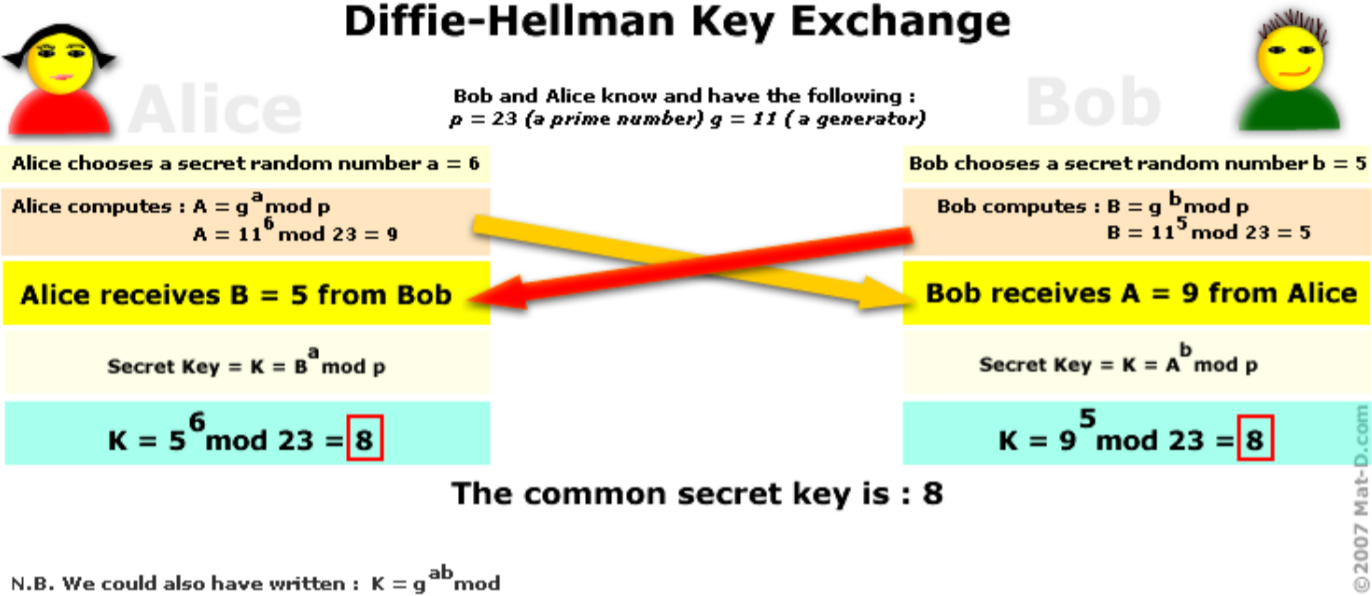 Diffie-Hellman Key Exchange
Alice
Bob
Bob and Alice know and have the following :
p = 23 (a prime number) g = 11 ( a generator)
Alice chooses a secret random number a = 6
Alice computes : A = g^a mod p
A = 11^6 mod 23 = 9
Alice receives B = 5 from Bob
Secret Key = K = B^a mod p
K = 5^6 mod 23 = 8
Bob chooses a secret random number b = 5
Bob computes : B = g^b mod p
B = 11^5 mod 23 = 5
Bob receives A = 9 from Alice
Secret Key = K = A^b mod p
K = 9^5 mod 23 = 8
The common secret key is : 8
N.B. We could also have written : K = g^ab mod
©2007 Mat-D.com